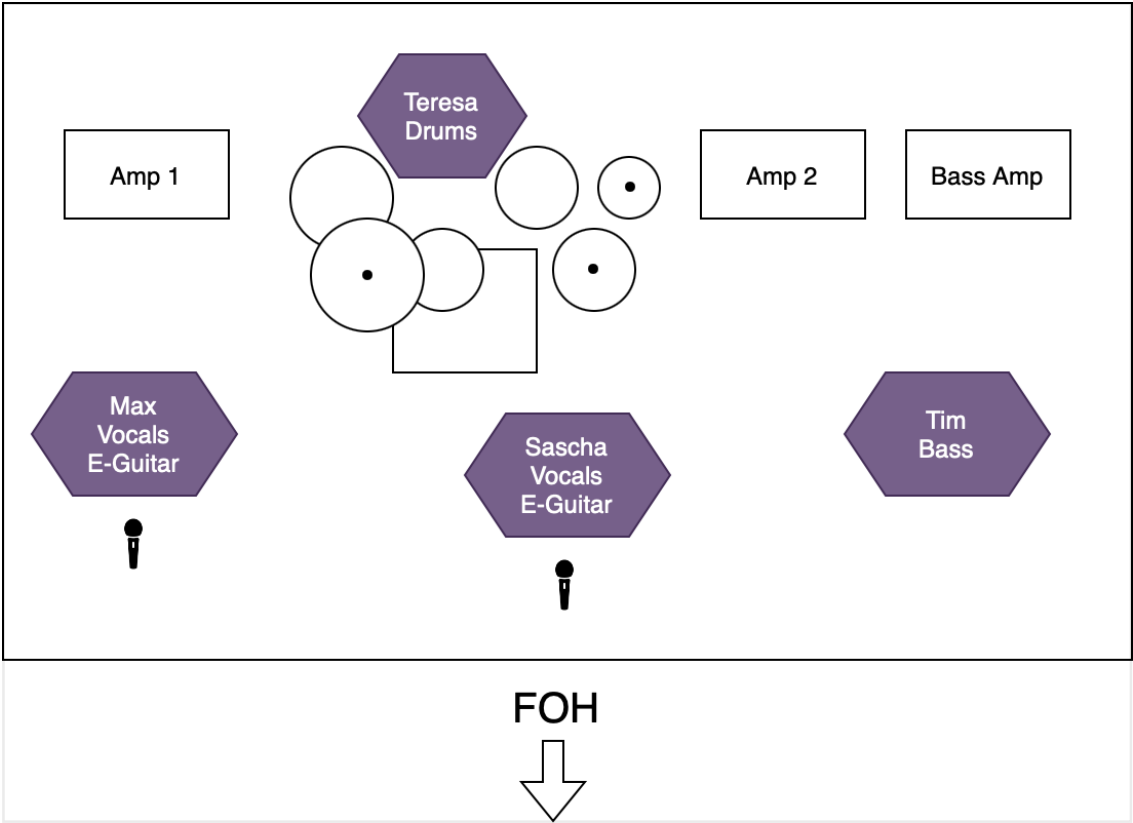 Teresa
Drums
Amp 1
Amp 2
Bass Amp
Max
Vocals
E-Guitar
Sascha
Vocals
E-Guitar
Tim
Bass
FOH